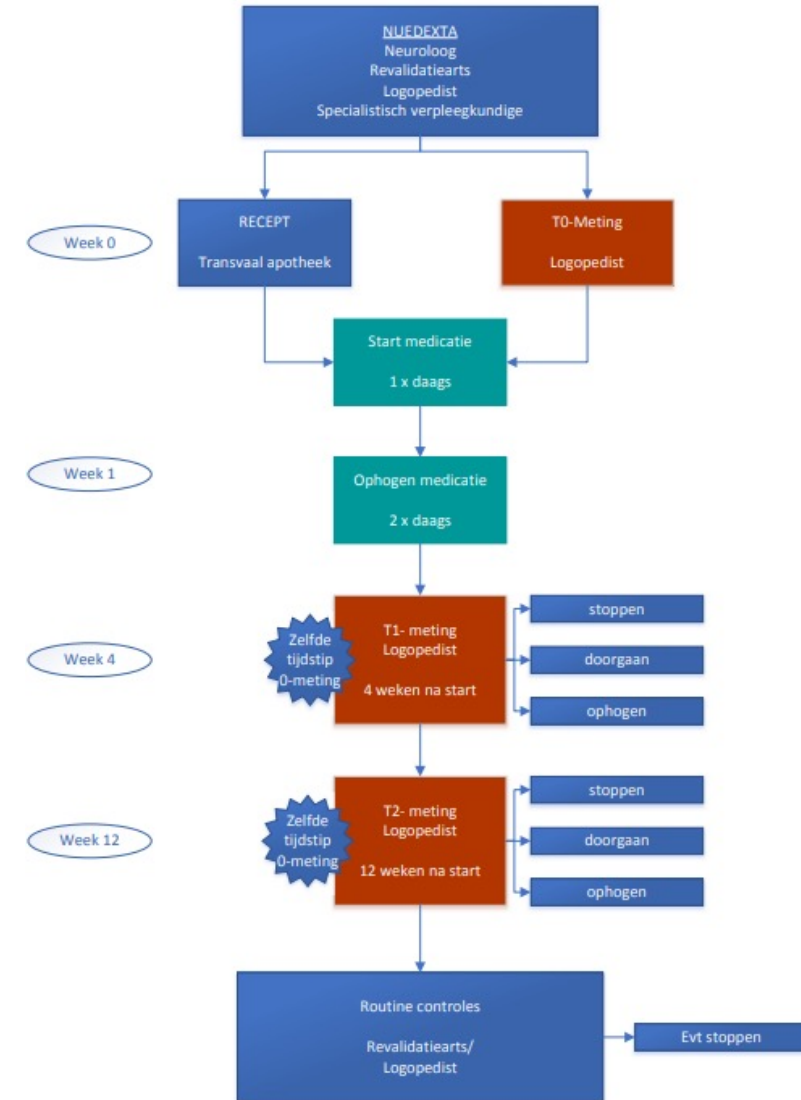 NUEDEXTA
Neuroloog
Revalidatiearts
Logopedist
Specialistisch verpleegkundige
Week 0
RECEPT
Transvaal apotheek
T0-Meting
Logopedist
Start medicatie
1 x daags
Week 1
Ophogen medicatie
2 x daags
Week 4
Zelfde
tijdstip
0-meting
T1- meting
Logopedist
4 weken na start
stoppen
doorgaan
ophogen
Week 12
Zelfde
tijdstip
0-meting
T2- meting
Logopedist
12 weken na start
stoppen
doorgaan
ophogen
Routine controles
Revalidatiearts/
Logopedist
Evt stoppen